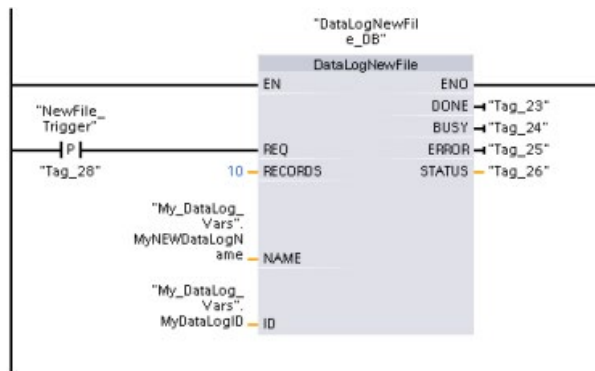 "DataLogNewFil
e_DB"
DataLogNewFile
EN
ENO
DONE
"Tag_23"
"NewFile_
Trigger"
BUSY
"Tag_24"
P
REQ
ERROR
"Tag_25"
"Tag_28"
10
RECORDS
STATUS
"Tag_26"
"My_DataLog_
Vars".
MyNEWDataLogN
ame
NAME
"My_DataLog_
Vars".
MyDataLogID
ID